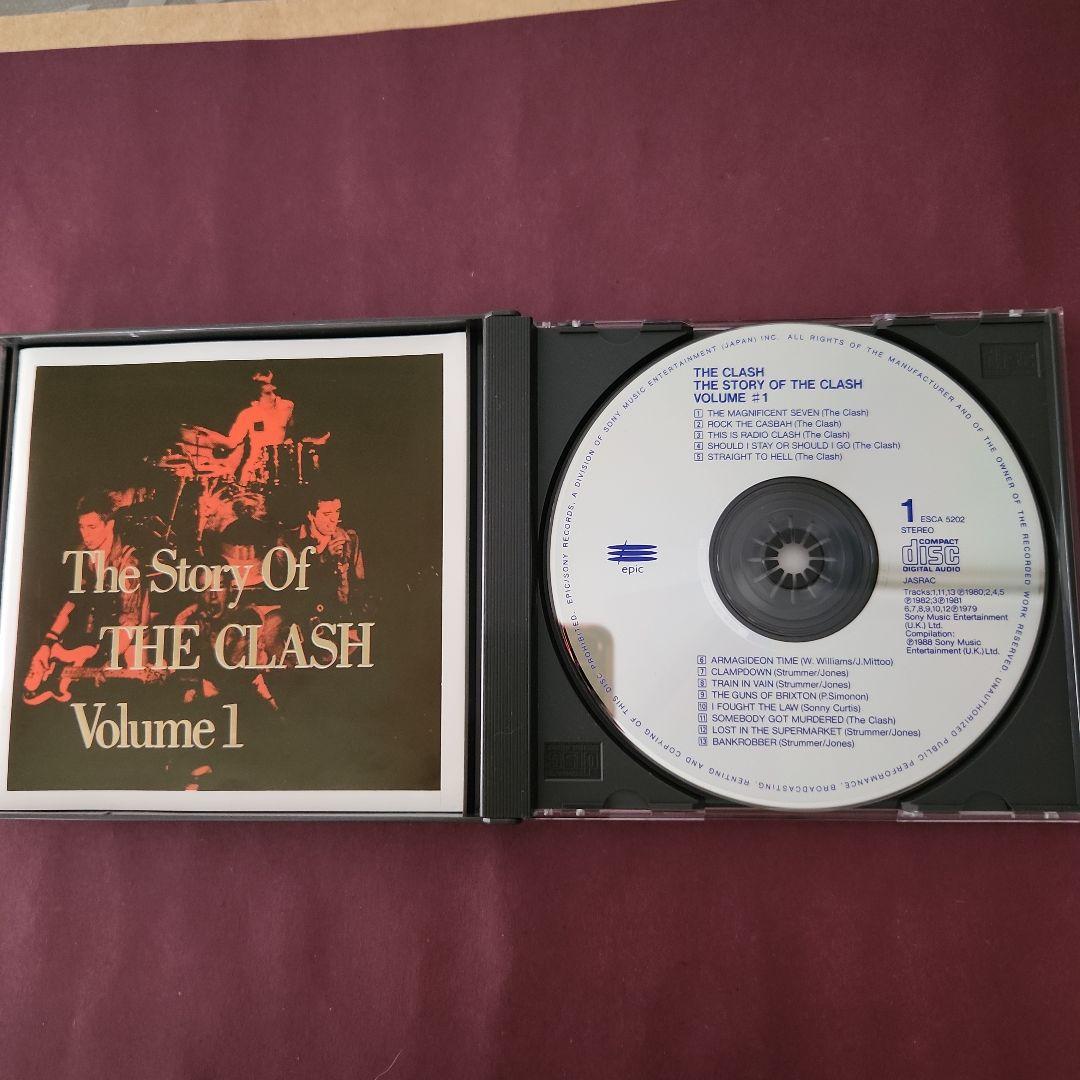 The Story Of
THE CLASH
Volume 1
THE CLASH
THE STORY OF THE CLASH
VOLUME #1
1 THE MAGNIFICENT SEVEN (The Clash)
2 ROCK THE CASBAH (The Clash)
3 THIS IS RADIO CLASH (The Clash)
4 SHOULD I STAY OR SHOULD I GO (The Clash)
5 STRAIGHT TO HELL (The Clash)
epic
1 ESCA 5202
STEREO
COMPACT
disc
DIGITAL AUDIO
JASRAC
Tracks:1,11,13 ℗1980;2,4,5
℗1982;3℗1981
6,7,8,9,10,12℗1979
Sony Music Entertainment
(U.K.) Ltd.
Compilation:
℗1988 Sony Music
Entertainment (U.K.) Ltd.
6 ARMAGIDEON TIME (W. Williams/J.Mittoo)
7 CLAMPDOWN (Strummer/Jones)
8 TRAIN IN VAIN (Strummer/Jones)
9 THE GUNS OF BRIXTON (P.Simonon)
10 I FOUGHT THE LAW (Sonny Curtis)
11 SOMEBODY GOT MURDERED (The Clash)
12 LOST IN THE SUPERMARKET (Strummer/Jones)
13 BANKROBBER (Strummer/Jones)
EPIC/SONY RECORDS. A DIVISION OF SONY MUSIC ENTERTAINMENT (JAPAN) INC. ALL RIGHTS OF THE MANUFACTURER AND OF THE OWNER OF THE RECORDED WORK RESERVED. UNAUTHORIZED PUBLIC PERFORMANCE, BROADCASTING, RENTING AND COPYING OF THIS DISC PROHIBITED.